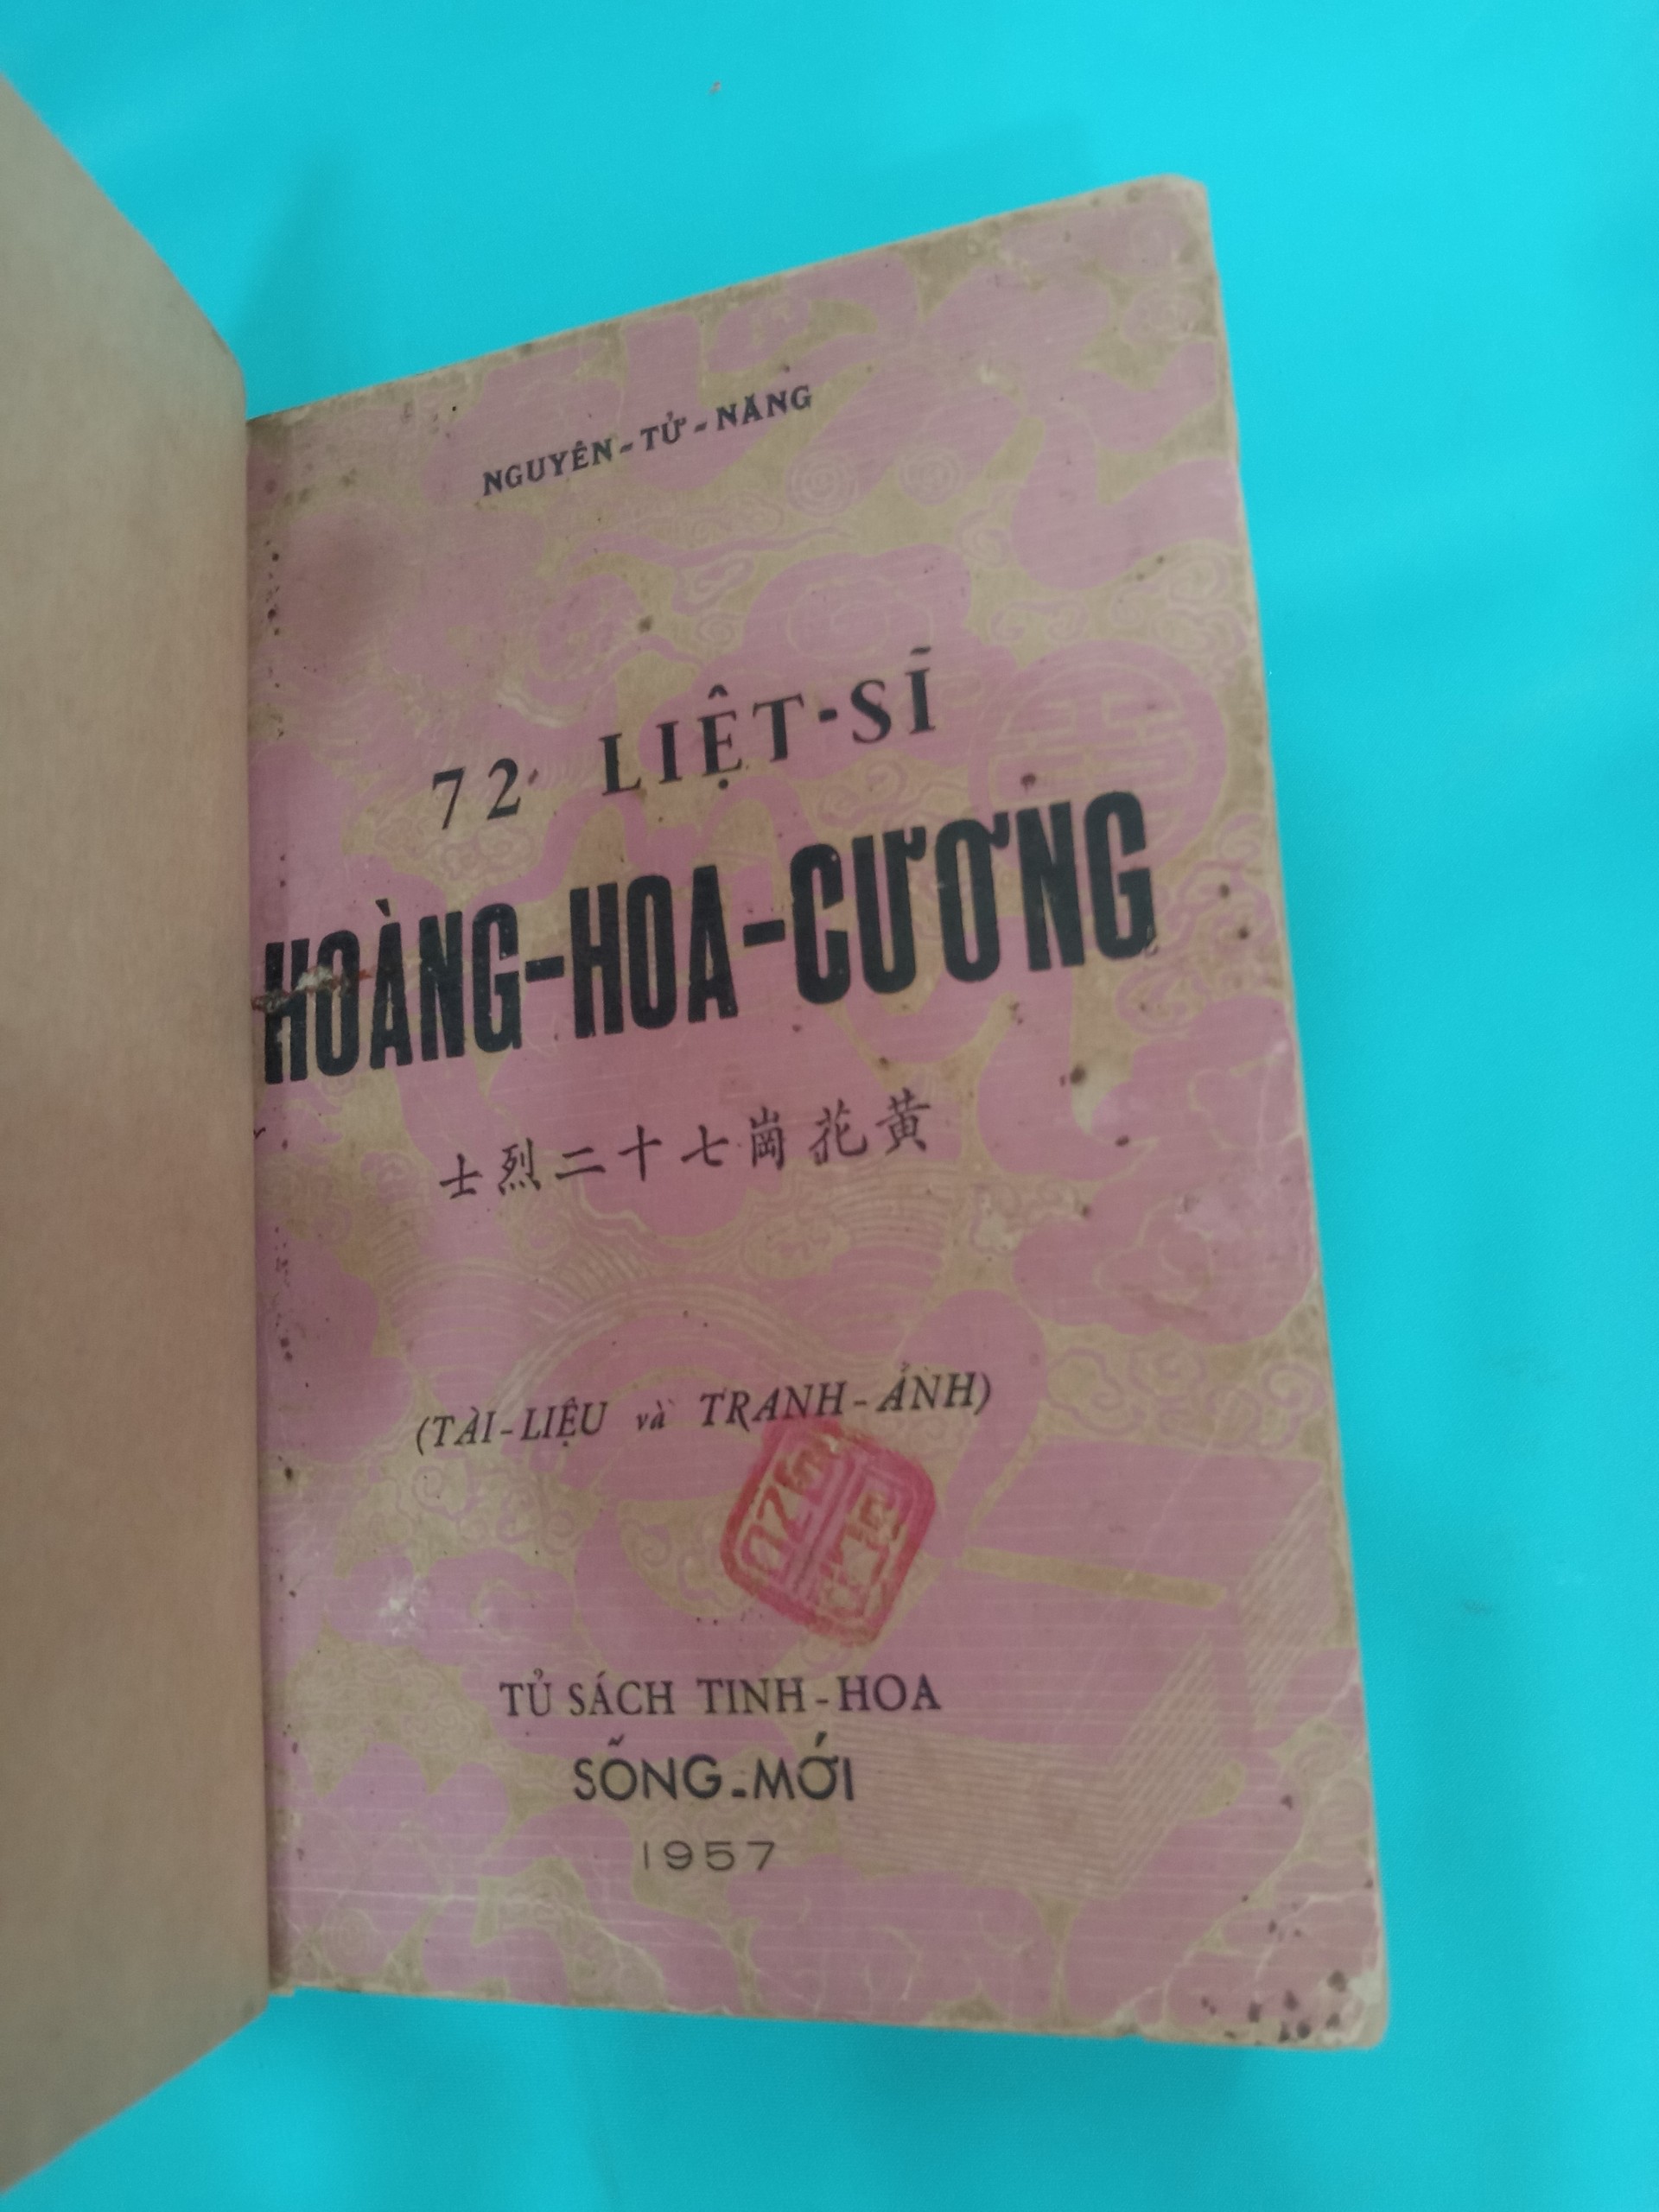 NGUYÊN-TỬ-NĂNG
72 LIỆT-SĨ
HOÀNG-HOA-CƯƠNG
士烈二十七崗花黃
(TÀI-LIỆU và TRANH-ẢNH)
TỦ SÁCH TINH-HOA
SỐNG-MỚI
1957